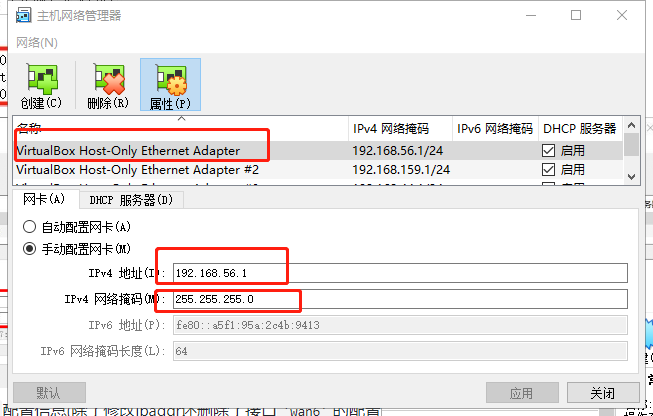 主机网络管理器
网络(N)
创建(C) 删除(R) 属性(P)
名称 IPv4 网络掩码 IPv6 网络掩码 DHCP 服务器
VirtualBox Host-Only Ethernet Adapter 192.168.56.1/24 启用
VirtualBox Host-Only Ethernet Adapter #2 192.168.159.1/24 启用
网卡(A) DHCP 服务器(D)
自动配置网卡(A)
手动配置网卡(M)
IPv4 地址(I): 192.168.56.1
IPv4 网络掩码(M): 255.255.255.0
IPv6 地址(P): fe80::a5f1:95a:2c4b:9413
IPv6 网络掩码长度(L): 64
默认 应用 关闭